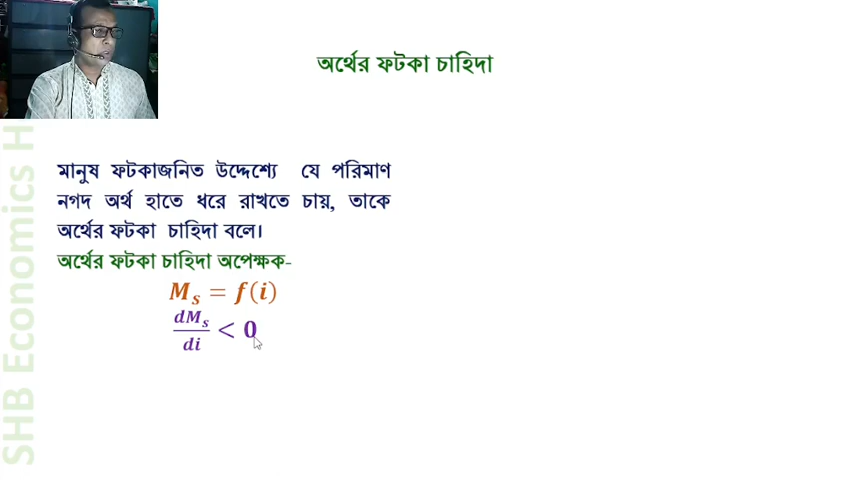 অর্থের ফটকা চাহিদা
মানুষ ফটকাজনিত উদ্দেশ্যে যে পরিমাণ
নগদ অর্থ হাতে ধরে রাখতে চায়, তাকে
অর্থের ফটকা চাহিদা বলে।
অর্থের ফটকা চাহিদা অপেক্ষক-
Mₛ = f(i)
dMₛ/di < 0
SHB Economics H